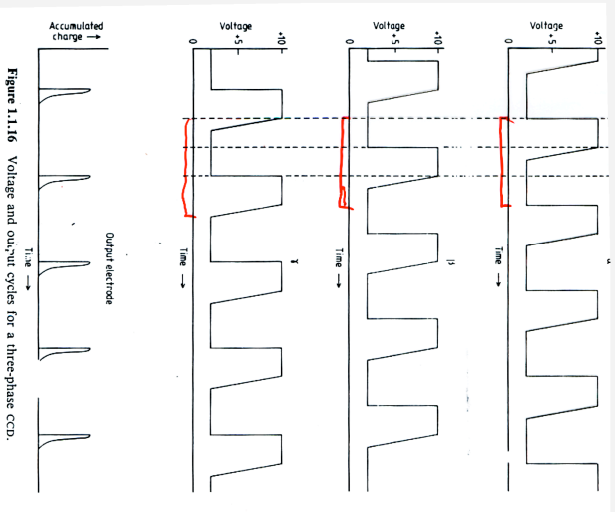 Voltage
+10
+5
0
Time →
β
Voltage
+10
+5
0
Time →
γ
Voltage
+10
+5
0
Time →
Output electrode
Accumulated
charge →
Time →
Figure 1.1.16 Voltage and output cycles for a three-phase CCD.